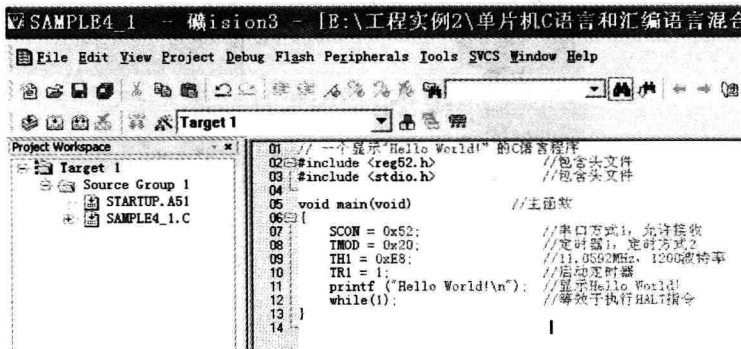 SAMPLE4_1 - 礦ision3 - [E:\工程实例2\单片机C语言和汇编语言混合
File Edit View Project Debug Flash Peripherals Tools SVCS Window Help
Target 1
Project Workspace
Target 1
Source Group 1
STARTUP.A51
SAMPLE4_1.C
01 // 一个显示"Hello World!" 的C语言程序
02 #include <reg52.h> //包含头文件
03 #include <stdio.h> //包含头文件
04
05 void main(void) //主函数
06 {
07 SCON = 0x52; //串口方式1, 允许接收
08 TMOD = 0x20; //定时器1, 定时方式2
09 TH1 = 0xE8; //11.0592MHz, 1200波特率
10 TR1 = 1; //启动定时器
11 printf ("Hello World!\n"); //显示Hello World!
12 while(1); //等效于执行HALT指令
13 }
14